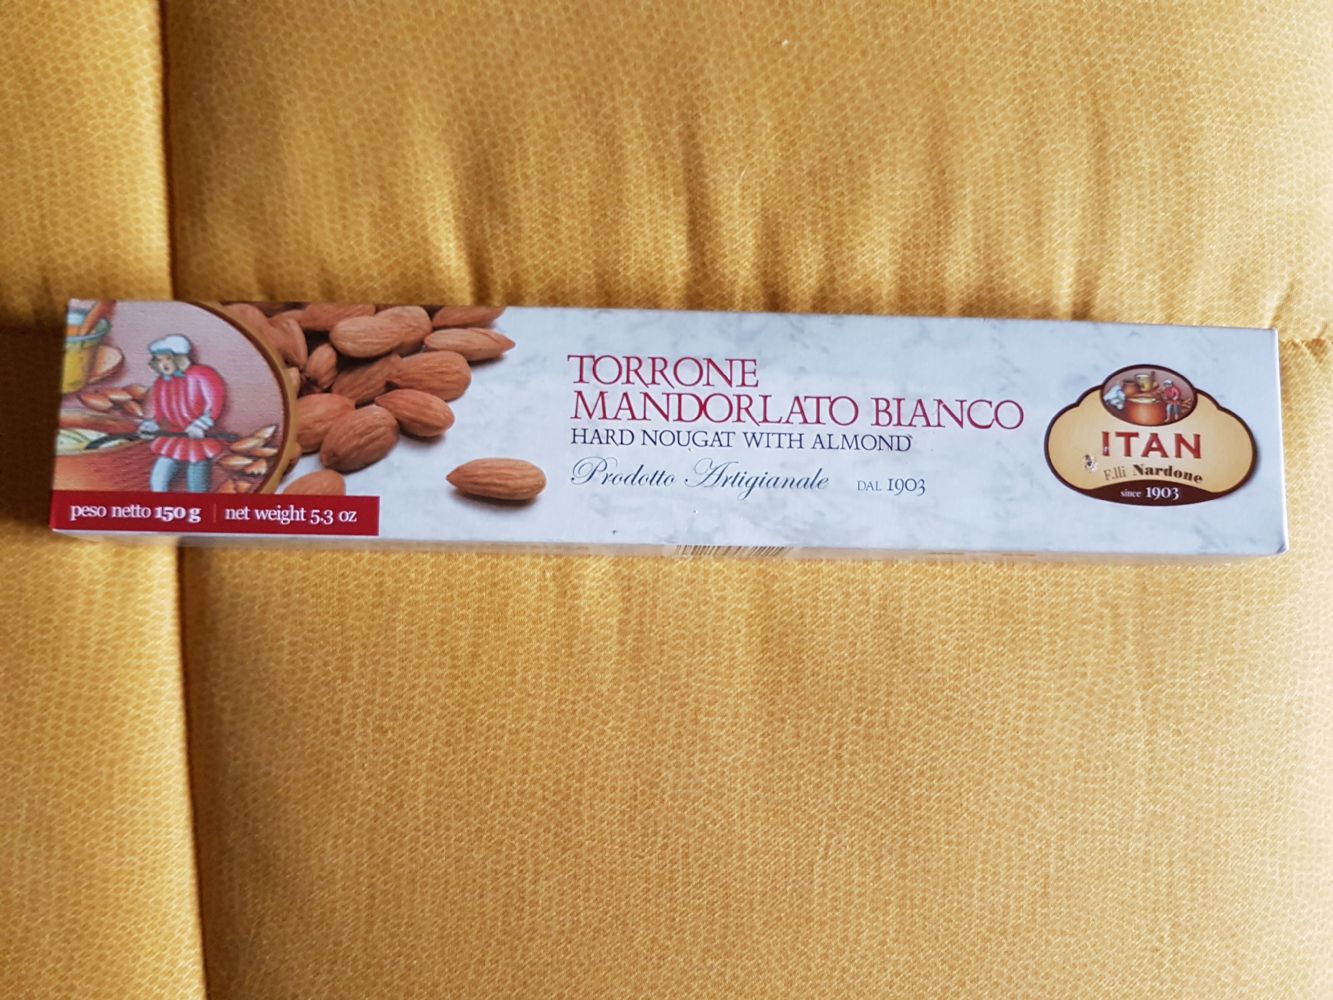 TORRONE
MANDORLATO BIANCO
HARD NOUGAT WITH ALMOND
Prodotto Artigianale DAL 1903
peso netto 150 g | net weight 5.3 oz
ITAN
F.lli Nardone
since 1903